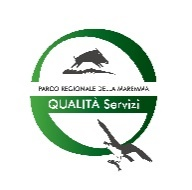 PARCO REGIONALE DELLA MAREMMA
QUALITÀ Servizi